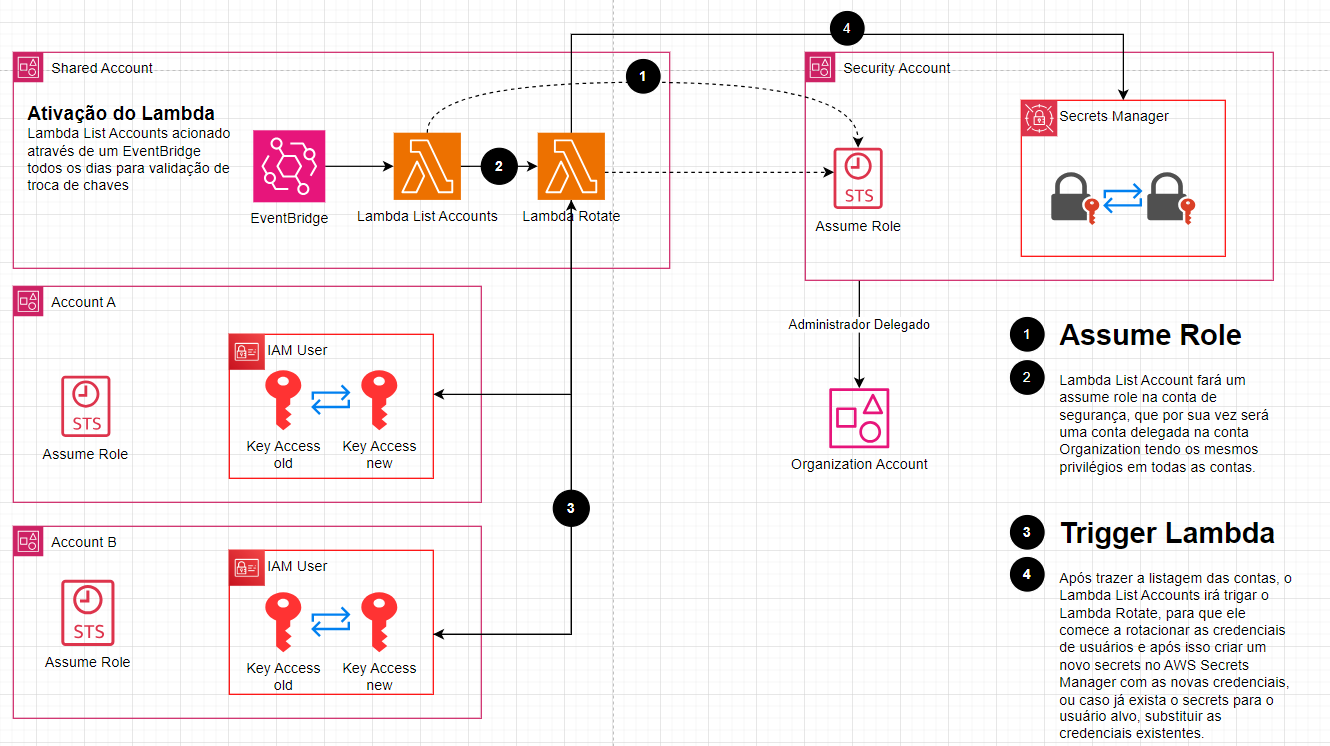 4
Shared Account
Security Account
1
Ativação do Lambda
Lambda List Accounts acionado
através de um EventBridge
todos os dias para validação de
troca de chaves
EventBridge
Lambda List Accounts
2
Lambda Rotate
STS
Assume Role
Secrets Manager
Account A
STS
Assume Role
IAM User
Key Access
old
Key Access
new
3
Account B
STS
Assume Role
IAM User
Key Access
old
Key Access
new
Administrador Delegado
Organization Account
1
Assume Role
2
Lambda List Account fará um
assume role na conta de
segurança, que por sua vez será
uma conta delegada na conta
Organization tendo os mesmos
privilégios em todas as contas.
3
Trigger Lambda
4
Após trazer a listagem das contas, o
Lambda List Accounts irá trigar o
Lambda Rotate, para que ele
comece a rotacionar as credenciais
de usuários e após isso criar um
novo secrets no AWS Secrets
Manager com as novas credenciais,
ou caso já exista o secrets para o
usuário alvo, substituir as
credenciais existentes.